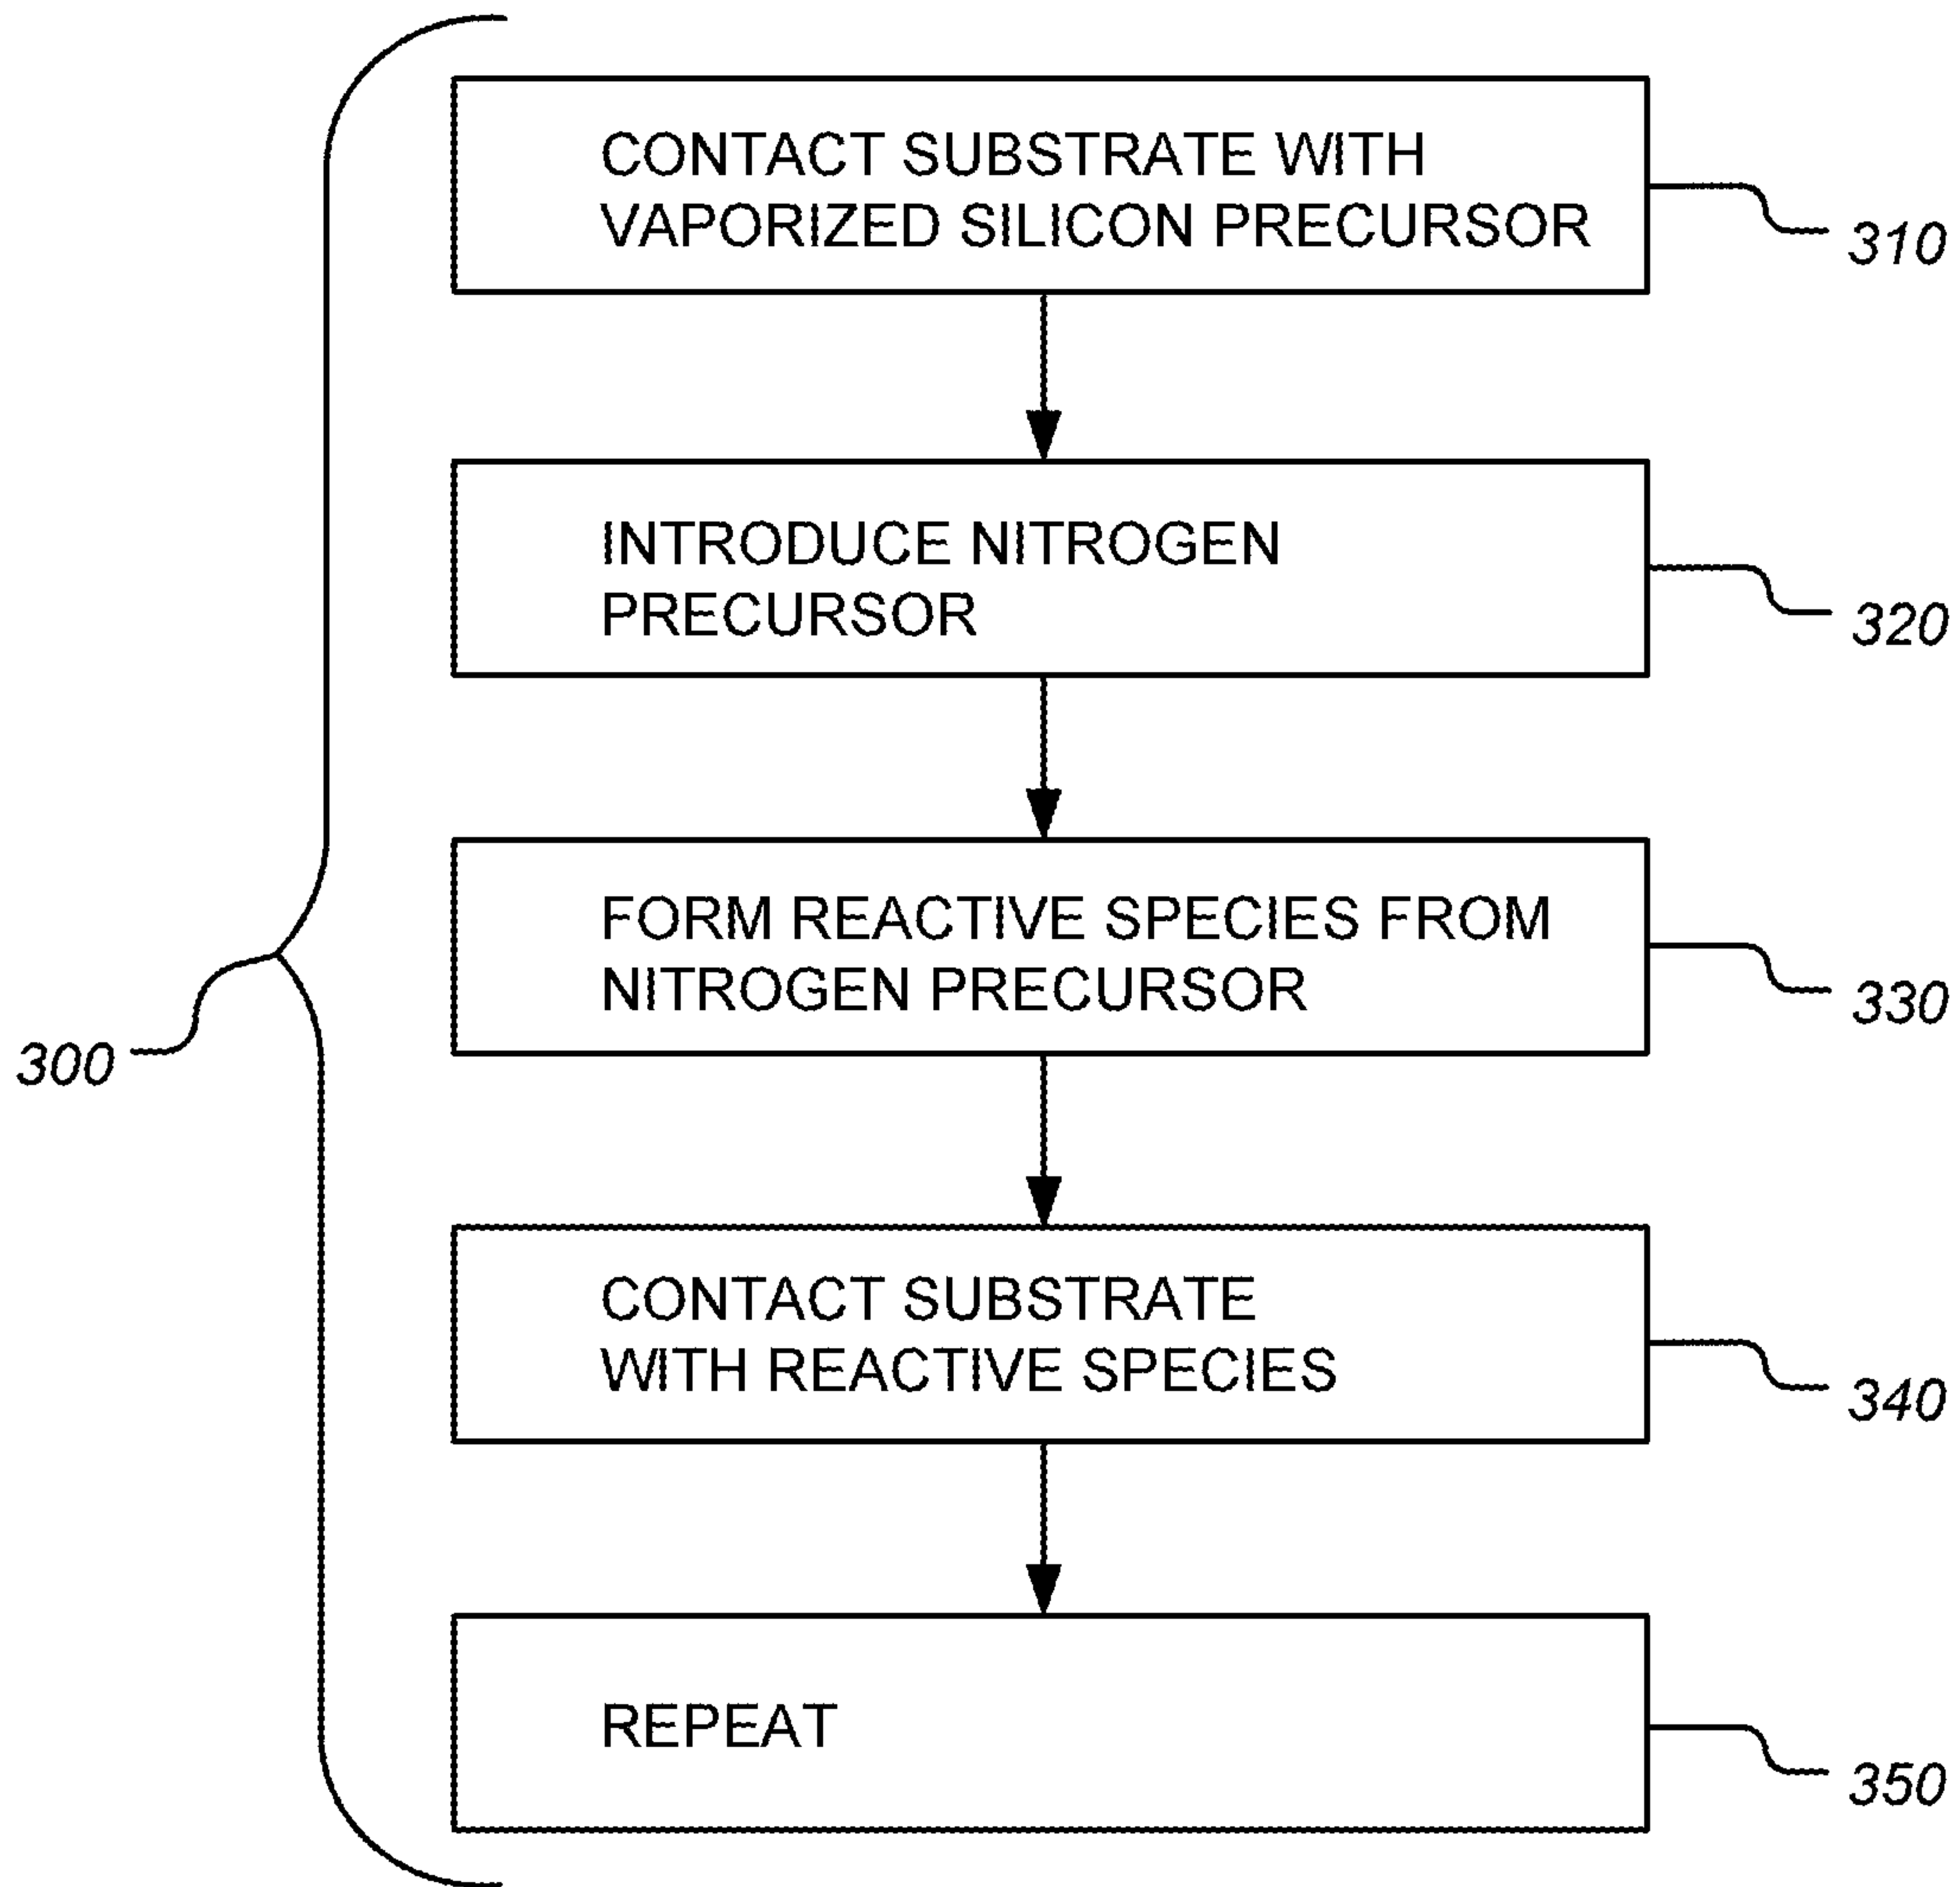 CONTACT SUBSTRATE WITH
VAPORIZED SILICON PRECURSOR
310
INTRODUCE NITROGEN
PRECURSOR
320
FORM REACTIVE SPECIES FROM
NITROGEN PRECURSOR
330
300
CONTACT SUBSTRATE
WITH REACTIVE SPECIES
340
REPEAT
350